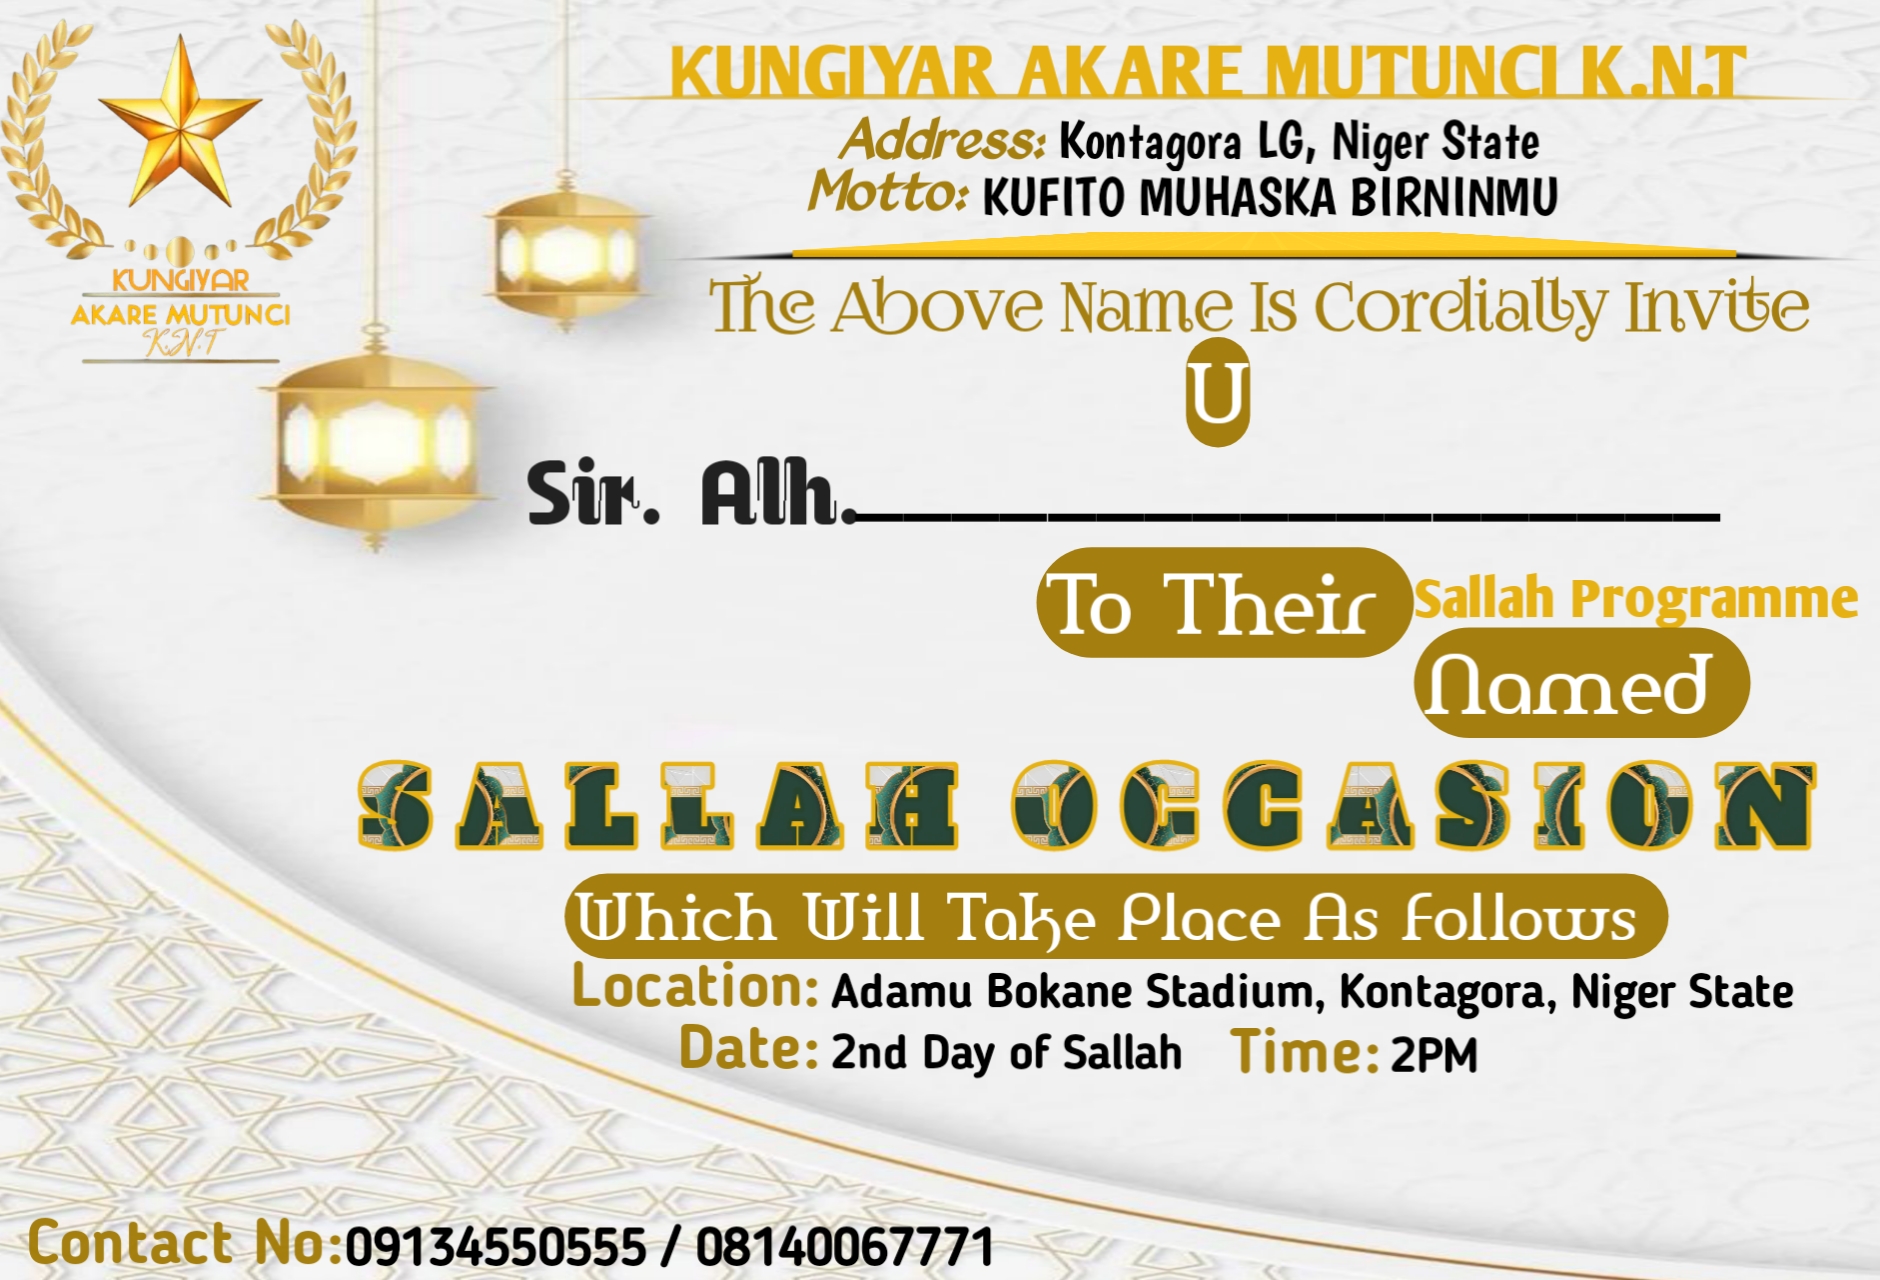 KUNGIYAR AKARE MUTUNCI K.N.T
Address: Kontagora LG, Niger State
Motto: KUFITO MUHASKA BIRNINMU
KUNGIYAR
AKARE MUTUNCI
K.N.T
The Above Name Is Cordially Invite
U
Sir. Alh.
To Their Sallah Programme
Named
SALLAH OCCASION
Which Will Take Place As Follows
Location: Adamu Bokane Stadium, Kontagora, Niger State
Date: 2nd Day of Sallah Time: 2PM
Contact No:09134550555 / 08140067771